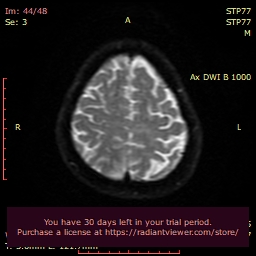 Im: 44/48
Se: 3
A
STP77
STP77
M
Ax DWI B 1000
R
L
You have 30 days left in your trial period.
Purchase a license at https://radiantviewer.com/store/